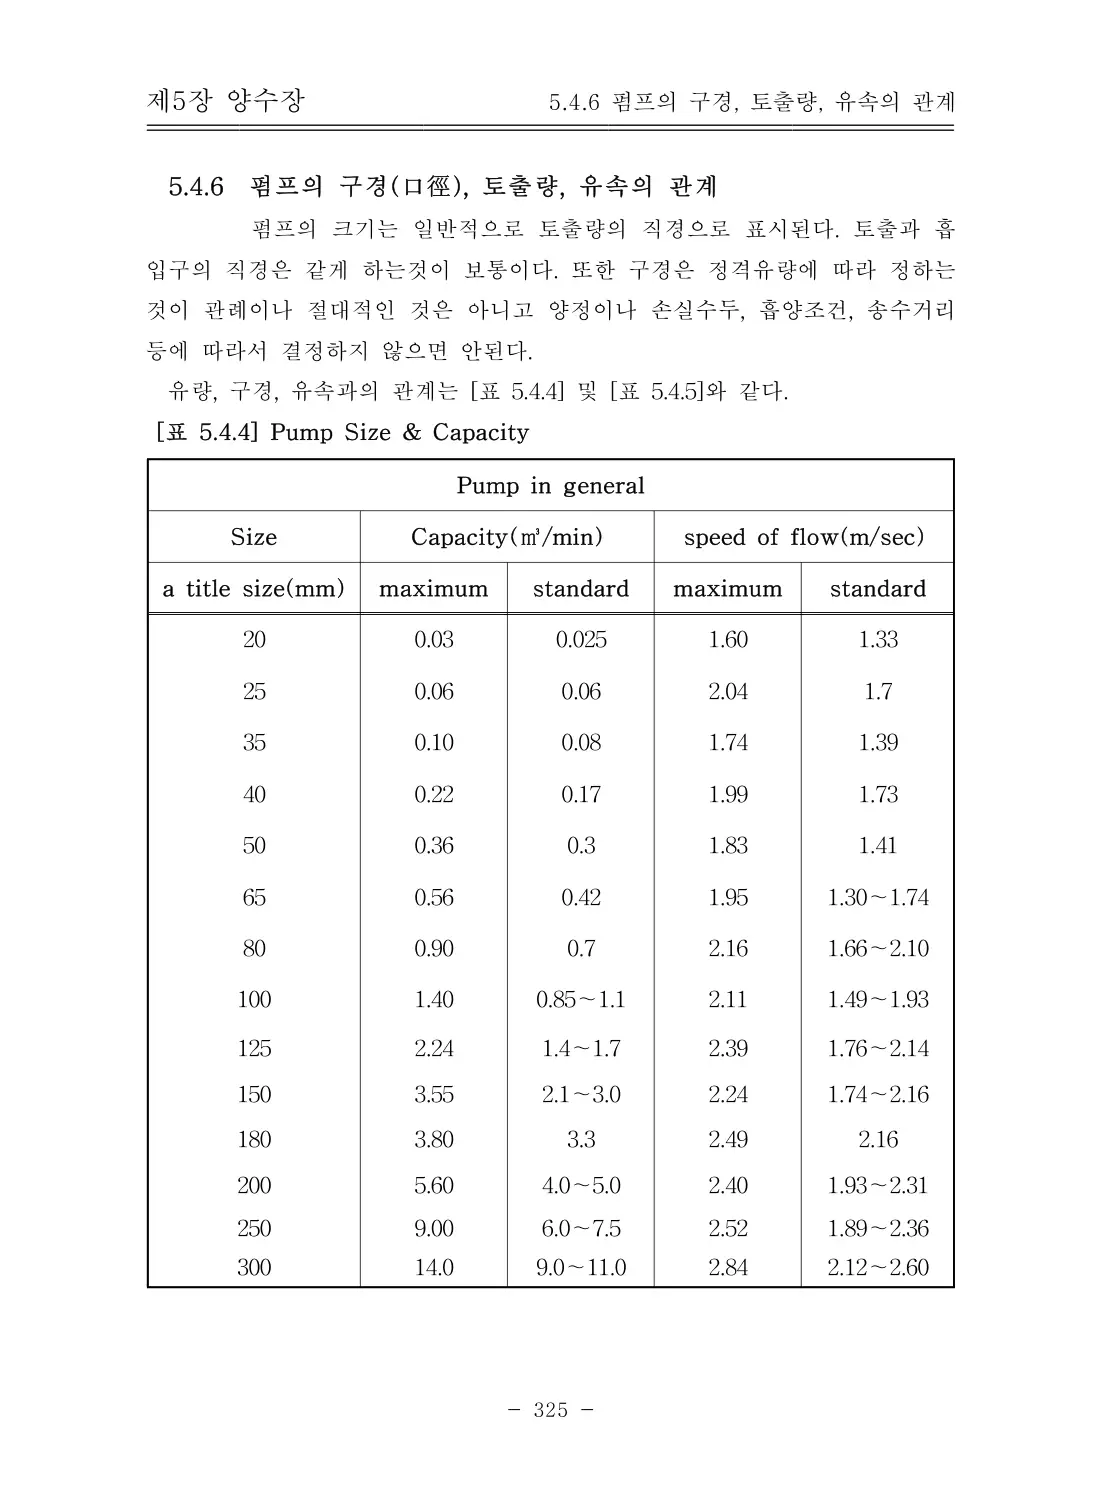 제5장 양수장 5.4.6 펌프의 구경, 토출량, 유속의 관계
5.4.6 펌프의 구경(口徑), 토출량, 유속의 관계
펌프의 크기는 일반적으로 토출량의 직경으로 표시된다. 토출과 흡
입구의 직경은 같게 하는것이 보통이다. 또한 구경은 정격유량에 따라 정하는
것이 관례이나 절대적인 것은 아니고 양정이나 손실수두, 흡양조건, 송수거리
등에 따라서 결정하지 않으면 안된다.
유량, 구경, 유속과의 관계는 [표 5.4.4] 및 [표 5.4.5]와 같다.
[표 5.4.4] Pump Size & Capacity
Pump in general
Size Capacity(㎥/min) speed of flow(m/sec)
a title size(mm) maximum standard maximum standard
20 0.03 0.025 1.60 1.33
25 0.06 0.06 2.04 1.7
35 0.10 0.08 1.74 1.39
40 0.22 0.17 1.99 1.73
50 0.36 0.3 1.83 1.41
65 0.56 0.42 1.95 1.30~1.74
80 0.90 0.7 2.16 1.66~2.10
100 1.40 0.85~1.1 2.11 1.49~1.93
125 2.24 1.4~1.7 2.39 1.76~2.14
150 3.55 2.1~3.0 2.24 1.74~2.16
180 3.80 3.3 2.49 2.16
200 5.60 4.0~5.0 2.40 1.93~2.31
250 9.00 6.0~7.5 2.52 1.89~2.36
300 14.0 9.0~11.0 2.84 2.12~2.60
- 325 -